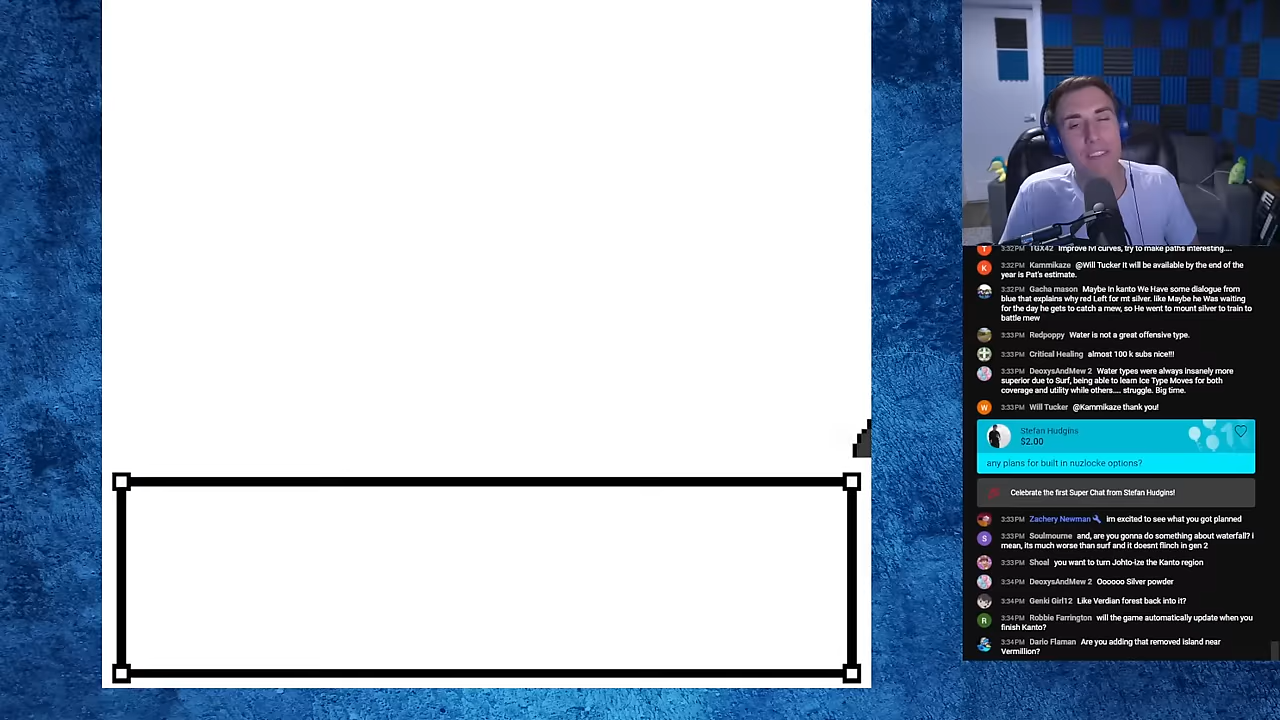 3:32PM TGX42 Improve lvl curves, try to make paths interesting....
3:32PM Kammikaze @Will Tucker It will be available by the end of the
year is Pat's estimate.
3:32PM Gacha mason Maybe In kanto We Have some dialogue from
blue that explains why red Left for mt silver. like Maybe he Was waiting
for the day he gets to catch a mew, so He went to mount silver to train to
battle mew
3:33PM Redpoppy Water is not a great offensive type.
3:33PM Critical Healing almost 100 k subs nice!!!
3:33PM DeoxysAndMew 2 Water types were always insanely more
superior due to Surf, being able to learn Ice Type Moves for both
coverage and utility while others.... struggle. Big time.
W 3:33PM Will Tucker @Kammikaze thank you!
Stefan Hudgins
$2.00
any plans for built in nuzlocke options?
Celebrate the first Super Chat from Stefan Hudgins!
3:33PM Zachery Newman im excited to see what you got planned
S 3:33PM Soulmourne and, are you gonna do something about waterfall? i
mean, its much worse than surf and it doesnt flinch in gen 2
3:33PM Shoal you want to turn Johto-ize the Kanto region
3:34PM DeoxysAndMew 2 Oooooo Silver powder
3:34PM Genki Girl12 Like Verdian forest back into it?
R 3:34PM Robbie Farrington will the game automatically update when you
finish Kanto?
3:34PM Dario Flaman Are you adding that removed island near
Vermillion?